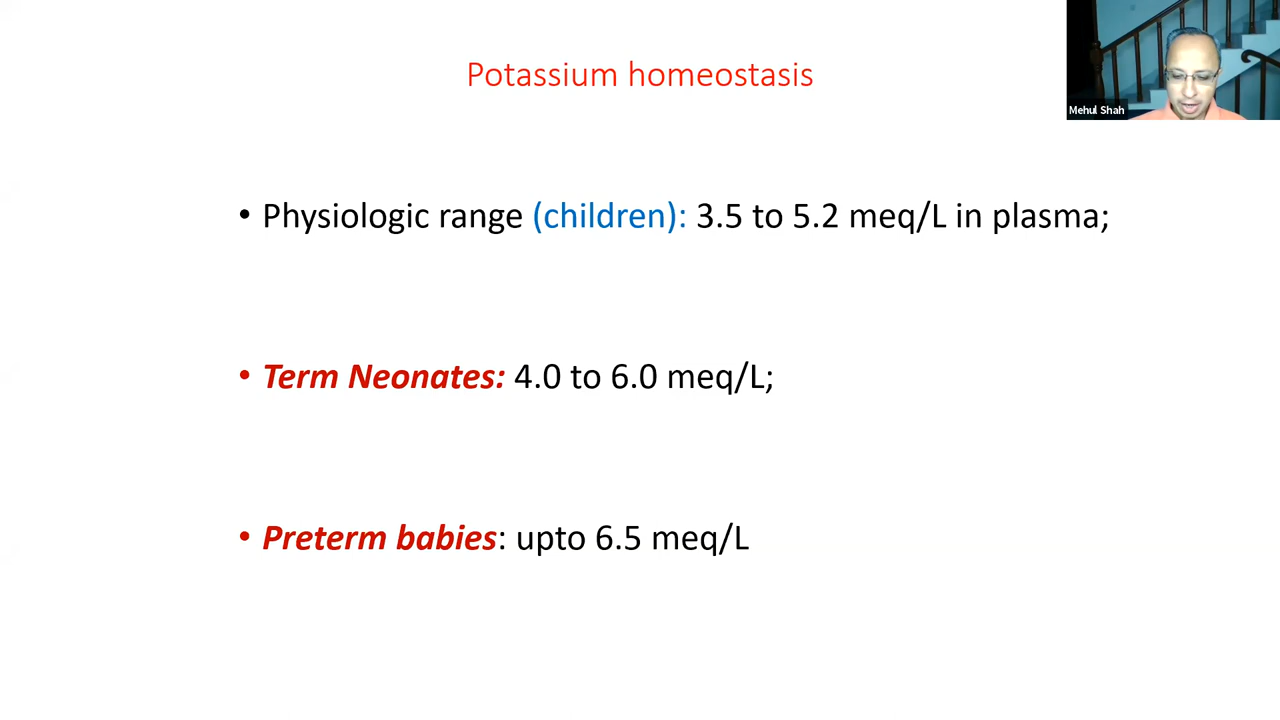 Potassium homeostasis
Mehul Shah
• Physiologic range (children): 3.5 to 5.2 meq/L in plasma;
• Term Neonates: 4.0 to 6.0 meq/L;
• Preterm babies: upto 6.5 meq/L